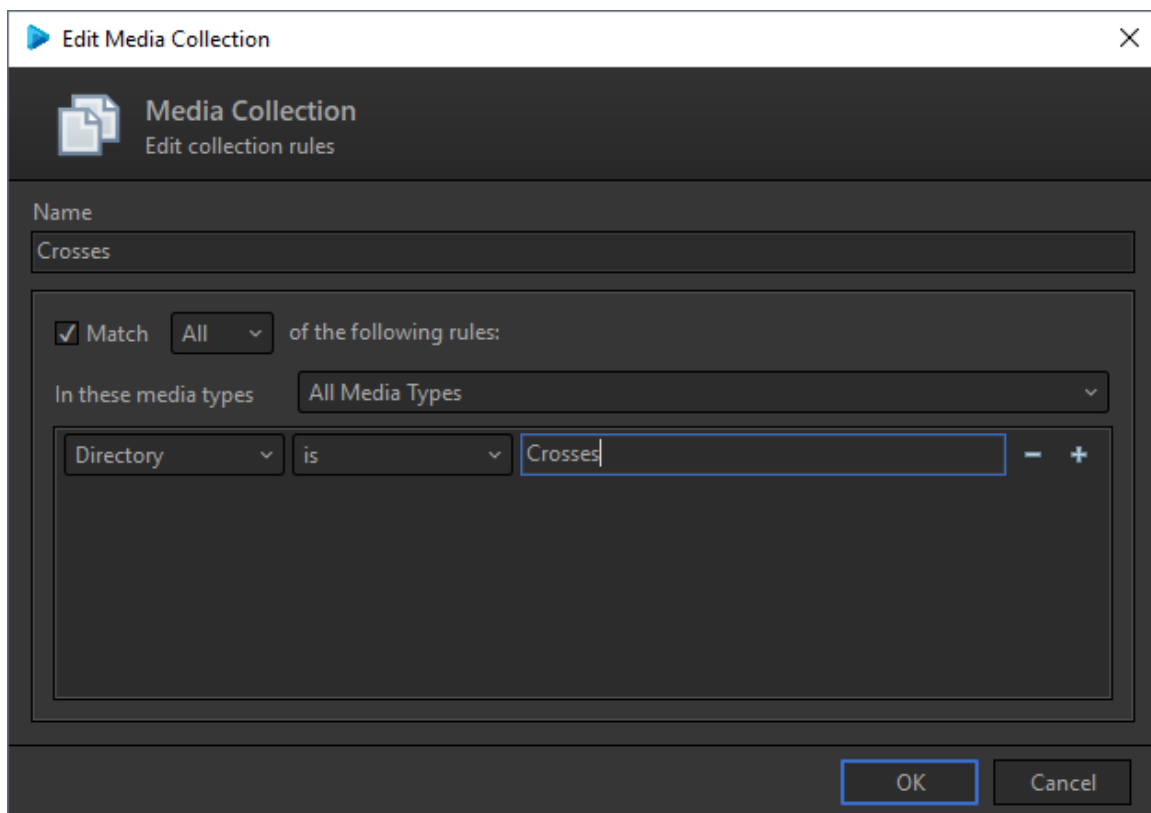 Edit Media Collection
Media Collection
Edit collection rules
Name
Crosses
Match All of the following rules:
In these media types All Media Types
Directory is Crosses
OK Cancel